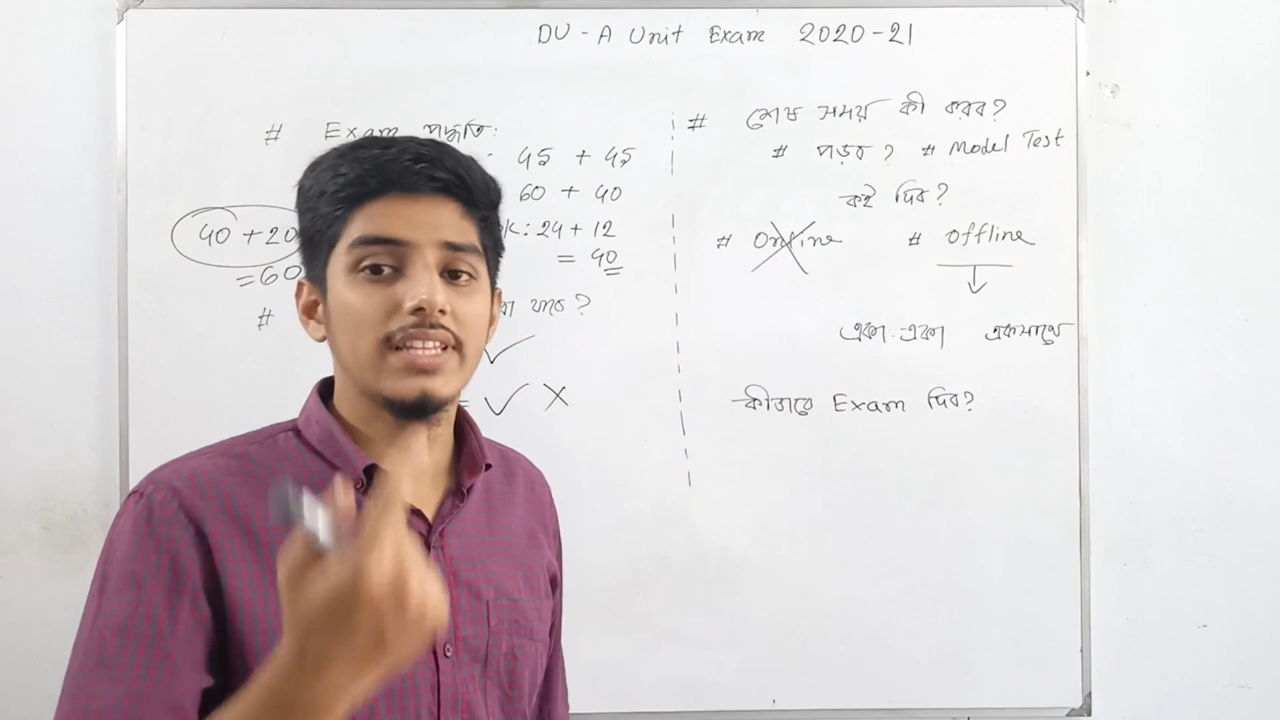 DU - A Unit Exam 2020-21
# Exam পদ্ধতি:
: 45 + 45
60 + 40
40 + 20
k: 24 + 12
= 60
= 40
# যাবে?
✓
= ✓ X
# শেষ সময় কী করব?
# পড়ব? # Model Test
কই দিব?
# Online # Offline
একা একা একসাথে
কীভাবে Exam দিব?